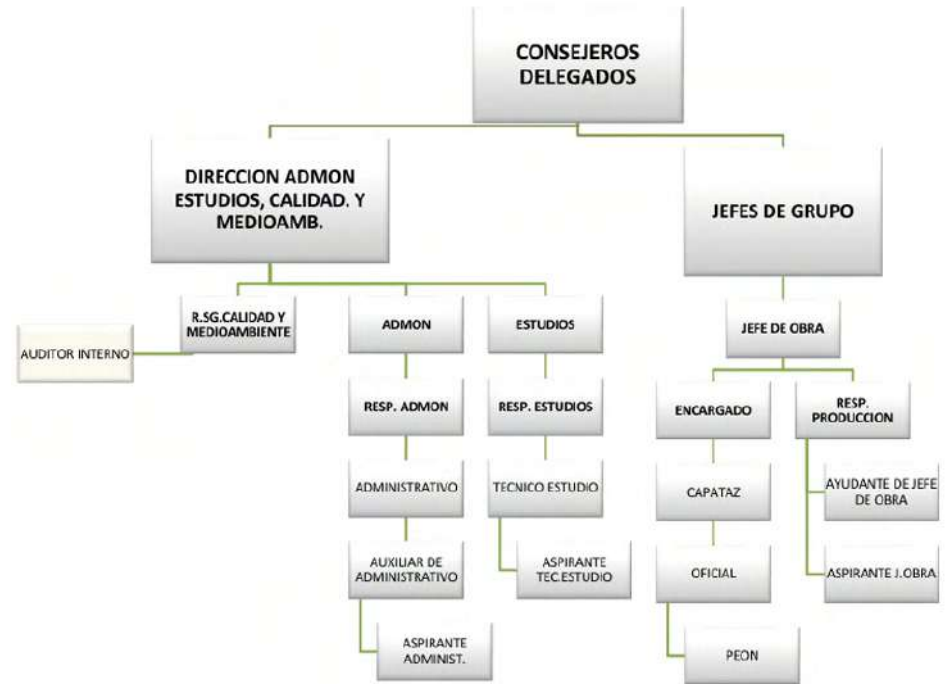 CONSEJEROS
DELEGADOS
DIRECCION ADMON
ESTUDIOS, CALIDAD. Y
MEDIOAMB.
JEFES DE GRUPO
R.SG.CALIDAD Y
MEDIOAMBIENTE
ADMON
ESTUDIOS
JEFE DE OBRA
AUDITOR INTERNO
RESP. ADMON
RESP. ESTUDIOS
ENCARGADO
RESP.
PRODUCCION
ADMINISTRATIVO
TECNICO ESTUDIO
CAPATAZ
AYUDANTE DE JEFE
DE OBRA
AUXILIAR DE
ADMINISTRATIVO
ASPIRANTE
TEC.ESTUDIO
OFICIAL
ASPIRANTE J.OBRA
ASPIRANTE
ADMINIST.
PEON